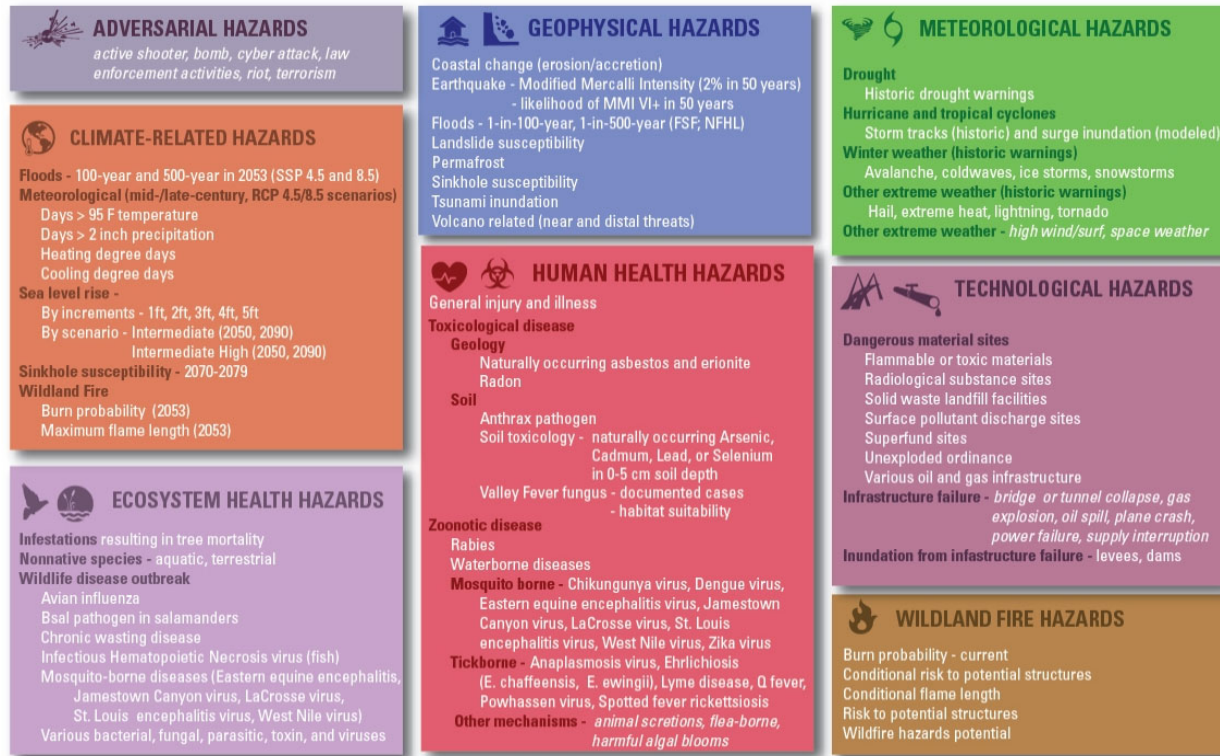 ADVERSARIAL HAZARDS
active shooter, bomb, cyber attack, law
enforcement activities, riot, terrorism
CLIMATE-RELATED HAZARDS
Floods - 100-year and 500-year in 2053 (SSP 4.5 and 8.5)
Meteorological (mid-/late-century, RCP 4.5/8.5 scenarios)
Days > 95 F temperature
Days > 2 inch precipitation
Heating degree days
Cooling degree days
Sea level rise -
By increments - 1ft, 2ft, 3ft, 4ft, 5ft
By scenario - Intermediate (2050, 2090)
Intermediate High (2050, 2090)
Sinkhole susceptibility - 2070-2079
Wildland Fire
Burn probability (2053)
Maximum flame length (2053)
ECOSYSTEM HEALTH HAZARDS
Infestations resulting in tree mortality
Nonnative species - aquatic, terrestrial
Wildlife disease outbreak
Avian influenza
Bsal pathogen in salamanders
Chronic wasting disease
Infectious Hematopoietic Necrosis virus (fish)
Mosquito-borne diseases (Eastern equine encephalitis,
Jamestown Canyon virus, LaCrosse virus,
St. Louis encephalitis virus, West Nile virus)
Various bacterial, fungal, parasitic, toxin, and viruses
GEOPHYSICAL HAZARDS
Coastal change (erosion/accretion)
Earthquake - Modified Mercalli Intensity (2% in 50 years)
- likelihood of MMI VI+ in 50 years
Floods - 1-in-100-year, 1-in-500-year (FSF; NFHL)
Landslide susceptibility
Permafrost
Sinkhole susceptibility
Tsunami inundation
Volcano related (near and distal threats)
HUMAN HEALTH HAZARDS
General injury and illness
Toxicological disease
Geology
Naturally occurring asbestos and erionite
Radon
Soil
Anthrax pathogen
Soil toxicology - naturally occurring Arsenic,
Cadmum, Lead, or Selenium
in 0-5 cm soil depth
Valley Fever fungus - documented cases
- habitat suitability
Zoonotic disease
Rabies
Waterborne diseases
Mosquito borne - Chikungunya virus, Dengue virus,
Eastern equine encephalitis virus, Jamestown
Canyon virus, LaCrosse virus, St. Louis
encephalitis virus, West Nile virus, Zika virus
Tickborne - Anaplasmosis virus, Ehrlichiosis
(E. chaffeensis, E. ewingii), Lyme disease, Q fever,
Powhassen virus, Spotted fever rickettsiosis
Other mechanisms - animal scretions, flea-borne,
harmful algal blooms
METEOROLOGICAL HAZARDS
Drought
Historic drought warnings
Hurricane and tropical cyclones
Storm tracks (historic) and surge inundation (modeled)
Winter weather (historic warnings)
Avalanche, coldwaves, ice storms, snowstorms
Other extreme weather (historic warnings)
Hail, extreme heat, lightning, tornado
Other extreme weather - high wind/surf, space weather
TECHNOLOGICAL HAZARDS
Dangerous material sites
Flammable or toxic materials
Radiological substance sites
Solid waste landfill facilities
Surface pollutant discharge sites
Superfund sites
Unexploded ordinance
Various oil and gas infrastructure
Infrastructure failure - bridge or tunnel collapse, gas
explosion, oil spill, plane crash,
power failure, supply interruption
Inundation from infastructure failure - levees, dams
WILDLAND FIRE HAZARDS
Burn probability - current
Conditional risk to potential structures
Conditional flame length
Risk to potential structures
Wildfire hazards potential